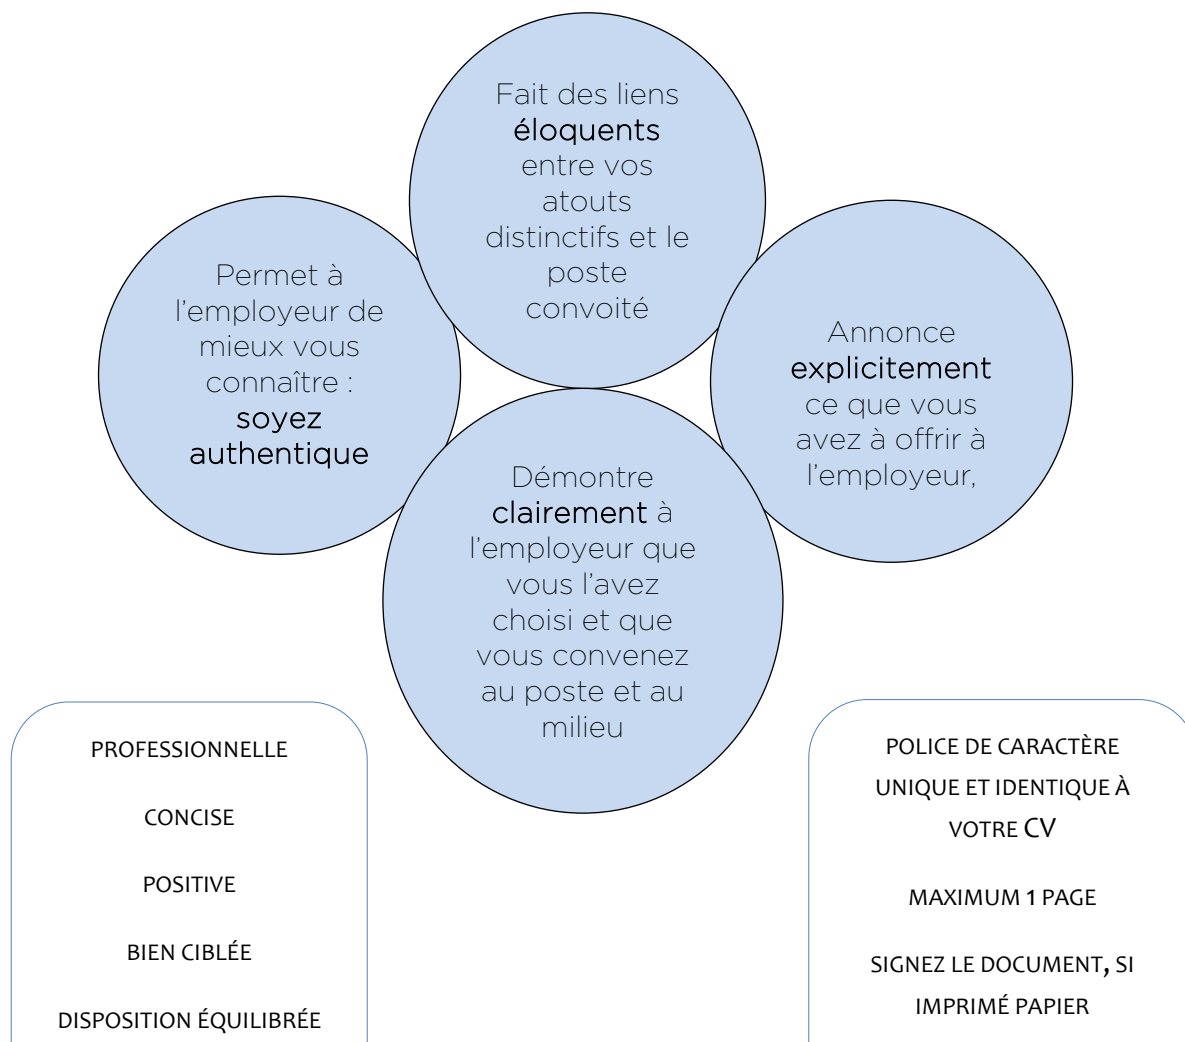 Fait des liens
éloquents
entre vos
atouts
distinctifs et le
poste
convoité
Permet à
l'employeur de
mieux vous
connaître :
soyez
authentique
Annonce
explicitement
ce que vous
avez à offrir à
l'employeur,
Démontre
clairement à
l'employeur que
vous l'avez
choisi et que
vous convenez
au poste et au
milieu
PROFESSIONNELLE
CONCISE
POSITIVE
BIEN CIBLÉE
DISPOSITION ÉQUILIBRÉE
POLICE DE CARACTÈRE
UNIQUE ET IDENTIQUE À
VOTRE CV
MAXIMUM 1 PAGE
SIGNEZ LE DOCUMENT, SI
IMPRIMÉ PAPIER